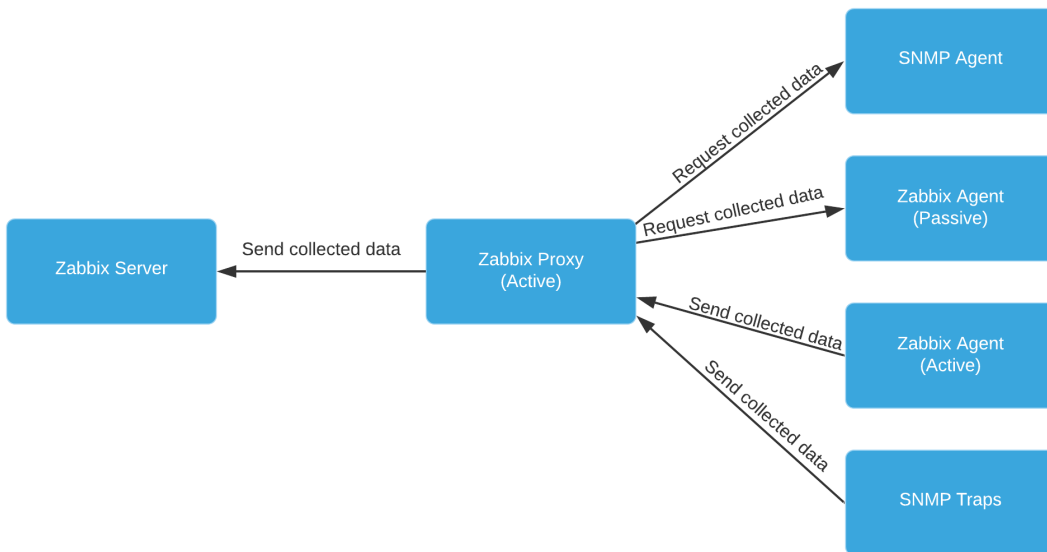 SNMP Agent
Request collected data
Zabbix Agent
(Passive)
Request collected data
Zabbix Server
Send collected data
Zabbix Proxy
(Active)
Send collected data
Zabbix Agent
(Active)
Send collected data
SNMP Traps